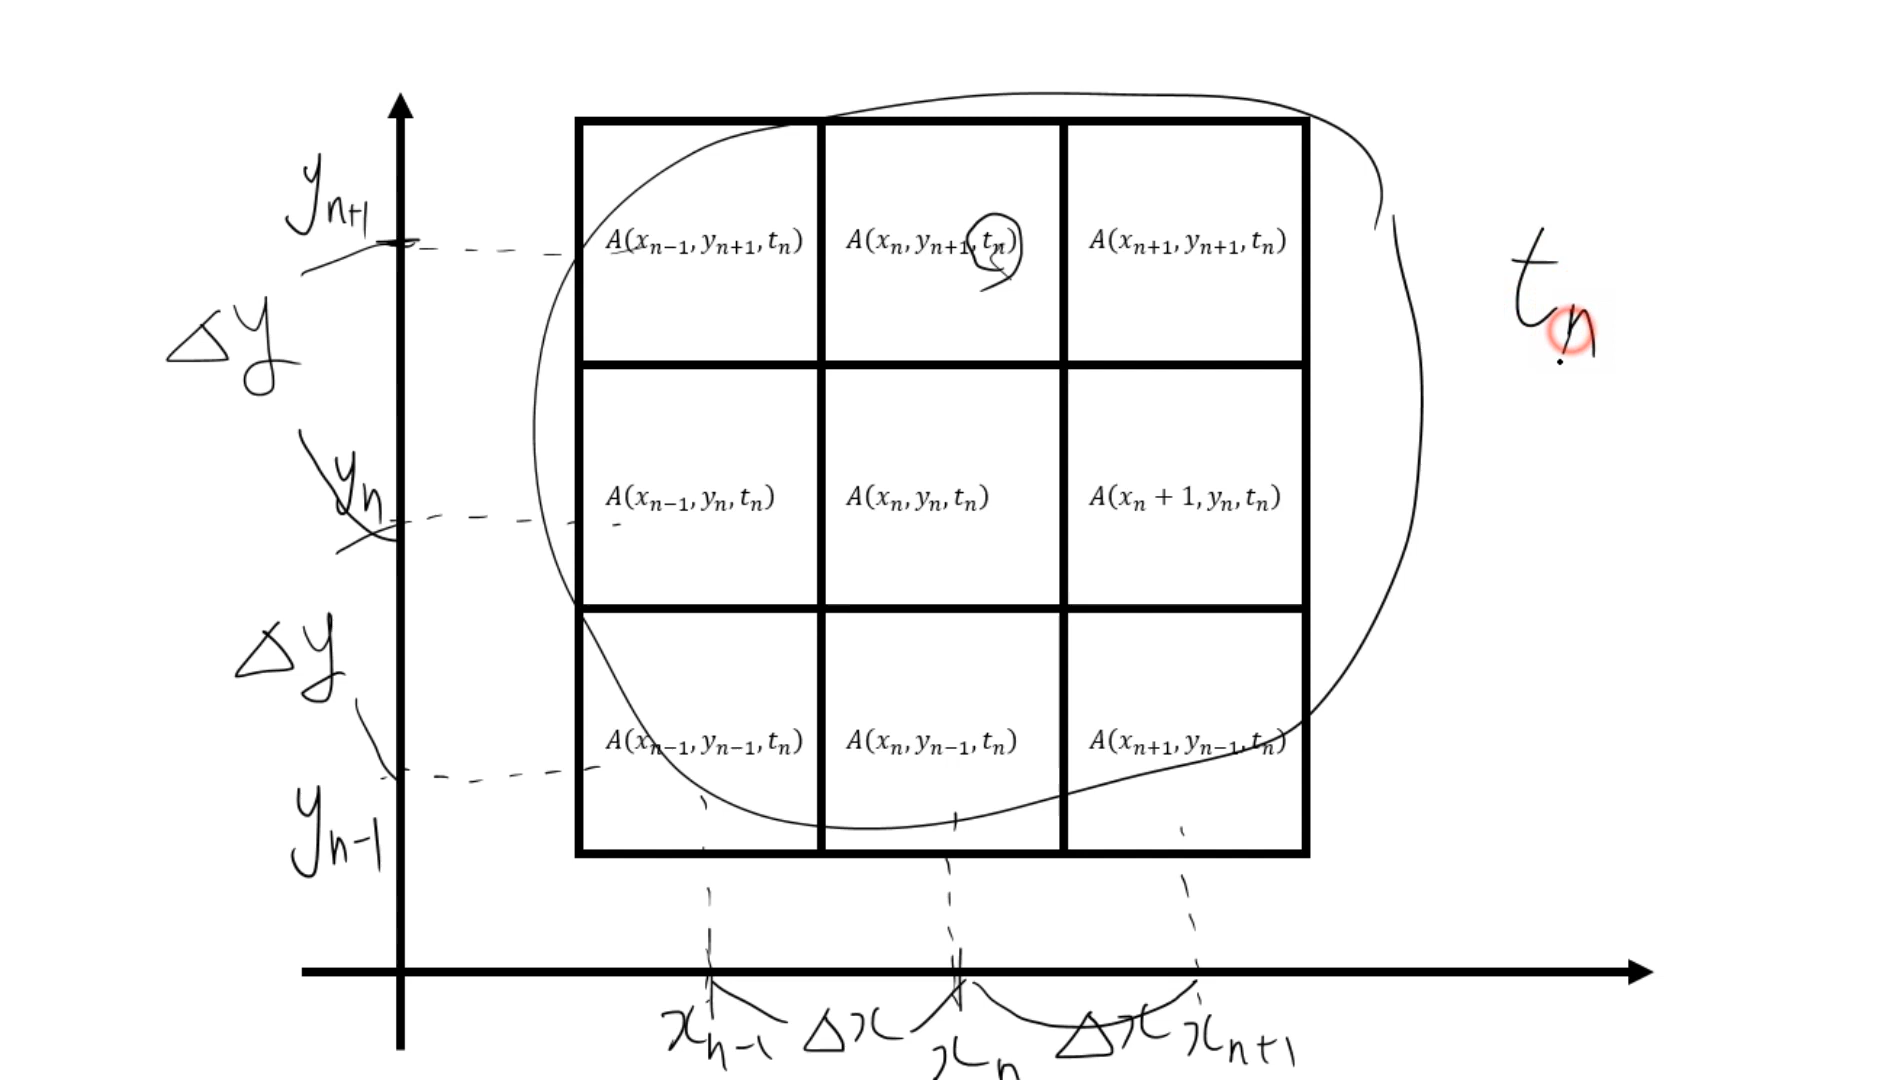 y_{n+1}
A(x_{n−1}, y_{n+1}, t_n) A(x_n, y_{n+1}, t_n) A(x_{n+1}, y_{n+1}, t_n)
t_n
Δy
y_n
A(x_{n−1}, y_n, t_n) A(x_n, y_n, t_n) A(x_n + 1, y_n, t_n)
Δy
A(x_{n−1}, y_{n−1}, t_n) A(x_n, y_{n−1}, t_n) A(x_{n+1}, y_{n−1}, t_n)
y_{n-1}
x_{n-1} Δx x_n Δx x_{n+1}